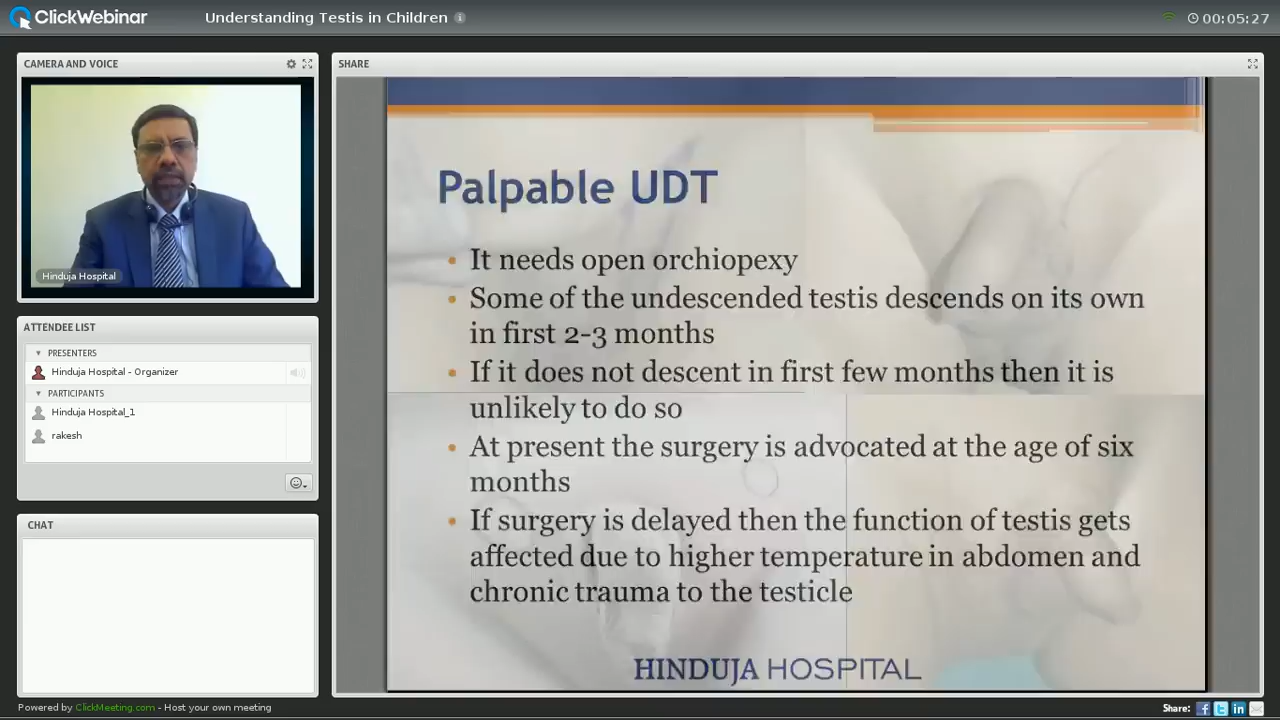 ClickWebinar
Understanding Testis in Children
00:05:27
CAMERA AND VOICE
Hinduja Hospital
ATTENDEE LIST
PRESENTERS
Hinduja Hospital - Organizer
PARTICIPANTS
Hinduja Hospital_1
rakesh
CHAT
SHARE
Palpable UDT
• It needs open orchiopexy
• Some of the undescended testis descends on its own
in first 2-3 months
• If it does not descent in first few months then it is
unlikely to do so
• At present the surgery is advocated at the age of six
months
• If surgery is delayed then the function of testis gets
affected due to higher temperature in abdomen and
chronic trauma to the testicle
HINDUJA HOSPITAL
Powered by ClickMeeting.com - Host your own meeting
Share: